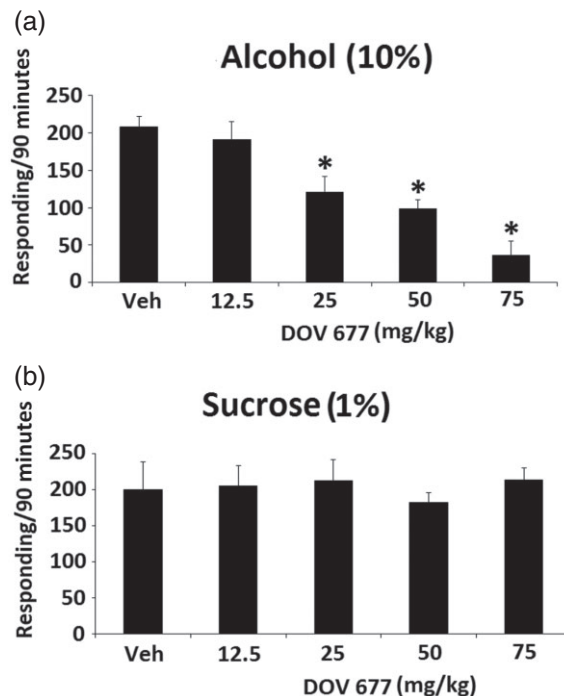 (a)
Alcohol (10%)
Responding/90 minutes
250
200
150
100
50
0
*
*
*
Veh 12.5 25 50 75
DOV 677 (mg/kg)
(b)
Sucrose (1%)
Responding/90 minutes
250
200
150
100
50
0
Veh 12.5 25 50 75
DOV 677 (mg/kg)